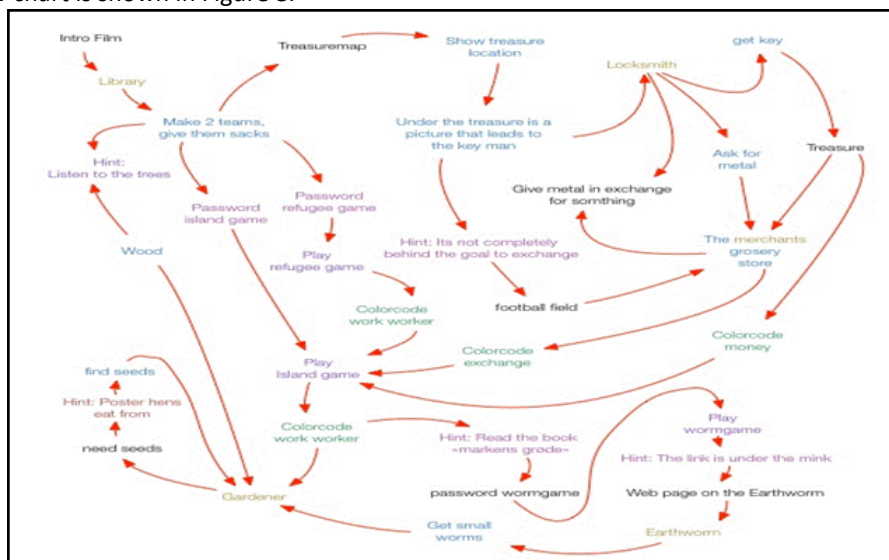 chart is shown in Figure 3.
Intro Film
Library
Make 2 teams,
give them sacks
Hint:
Listen to the trees
Wood
Password
island game
Password
refugee game
Play
refugee game
Colorcode
work worker
Treasuremap
Show treasure
location
Under the treasure is a
picture that leads to
the key man
Hint: Its not completely
behind the goal to exchange
football field
Locksmith
get key
Treasure
Ask for
metal
Give metal in exchange
for somthing
The merchants
grosery
store
Colorcode
money
Colorcode
exchange
Play
Island game
Colorcode
work worker
find seeds
Hint: Poster hens
eat from
need seeds
Gardener
Hint: Read the book
«markens grøde»
password wormgame
Play
wormgame
Hint: The link is under the mink
Web page on the Earthworm
Earthworm
Get small
worms